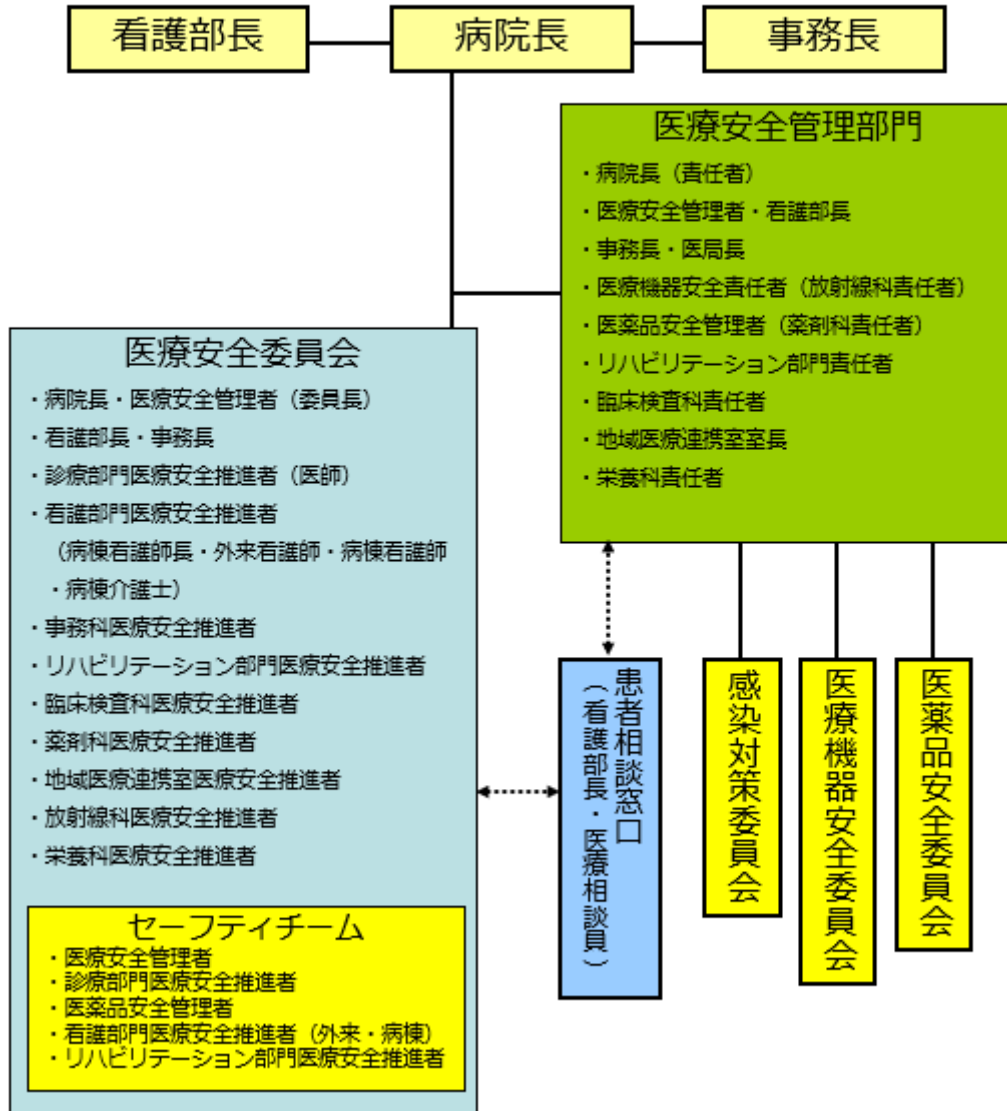 看護部長
病院長
事務長
医療安全管理部門
・病院長（責任者）
・医療安全管理者・看護部長
・事務長・医局長
・医療機器安全責任者（放射線科責任者）
・医薬品安全管理者（薬剤科責任者）
・リハビリテーション部門責任者
・臨床検査科責任者
・地域医療連携室室長
・栄養科責任者
医療安全委員会
・病院長・医療安全管理者（委員長）
・看護部長・事務長
・診療部門医療安全推進者（医師）
・看護部門医療安全推進者
（病棟看護師長・外来看護師・病棟看護師
・病棟介護士）
・事務科医療安全推進者
・リハビリテーション部門医療安全推進者
・臨床検査科医療安全推進者
・薬剤科医療安全推進者
・地域医療連携室医療安全推進者
・放射線科医療安全推進者
・栄養科医療安全推進者
セーフティチーム
・医療安全管理者
・診療部門医療安全推進者
・医薬品安全管理者
・看護部門医療安全推進者（外来・病棟）
・リハビリテーション部門医療安全推進者
患者相談窓口
（看護部長・医療相談員）
感染対策委員会
医療機器安全委員会
医薬品安全委員会